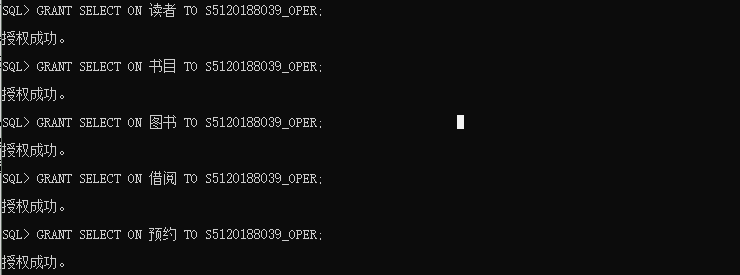 SQL> GRANT SELECT ON 读者 TO S5120188039_OPER;
授权成功。
SQL> GRANT SELECT ON 书目 TO S5120188039_OPER;
授权成功。
SQL> GRANT SELECT ON 图书 TO S5120188039_OPER;
授权成功。
SQL> GRANT SELECT ON 借阅 TO S5120188039_OPER;
授权成功。
SQL> GRANT SELECT ON 预约 TO S5120188039_OPER;
授权成功。